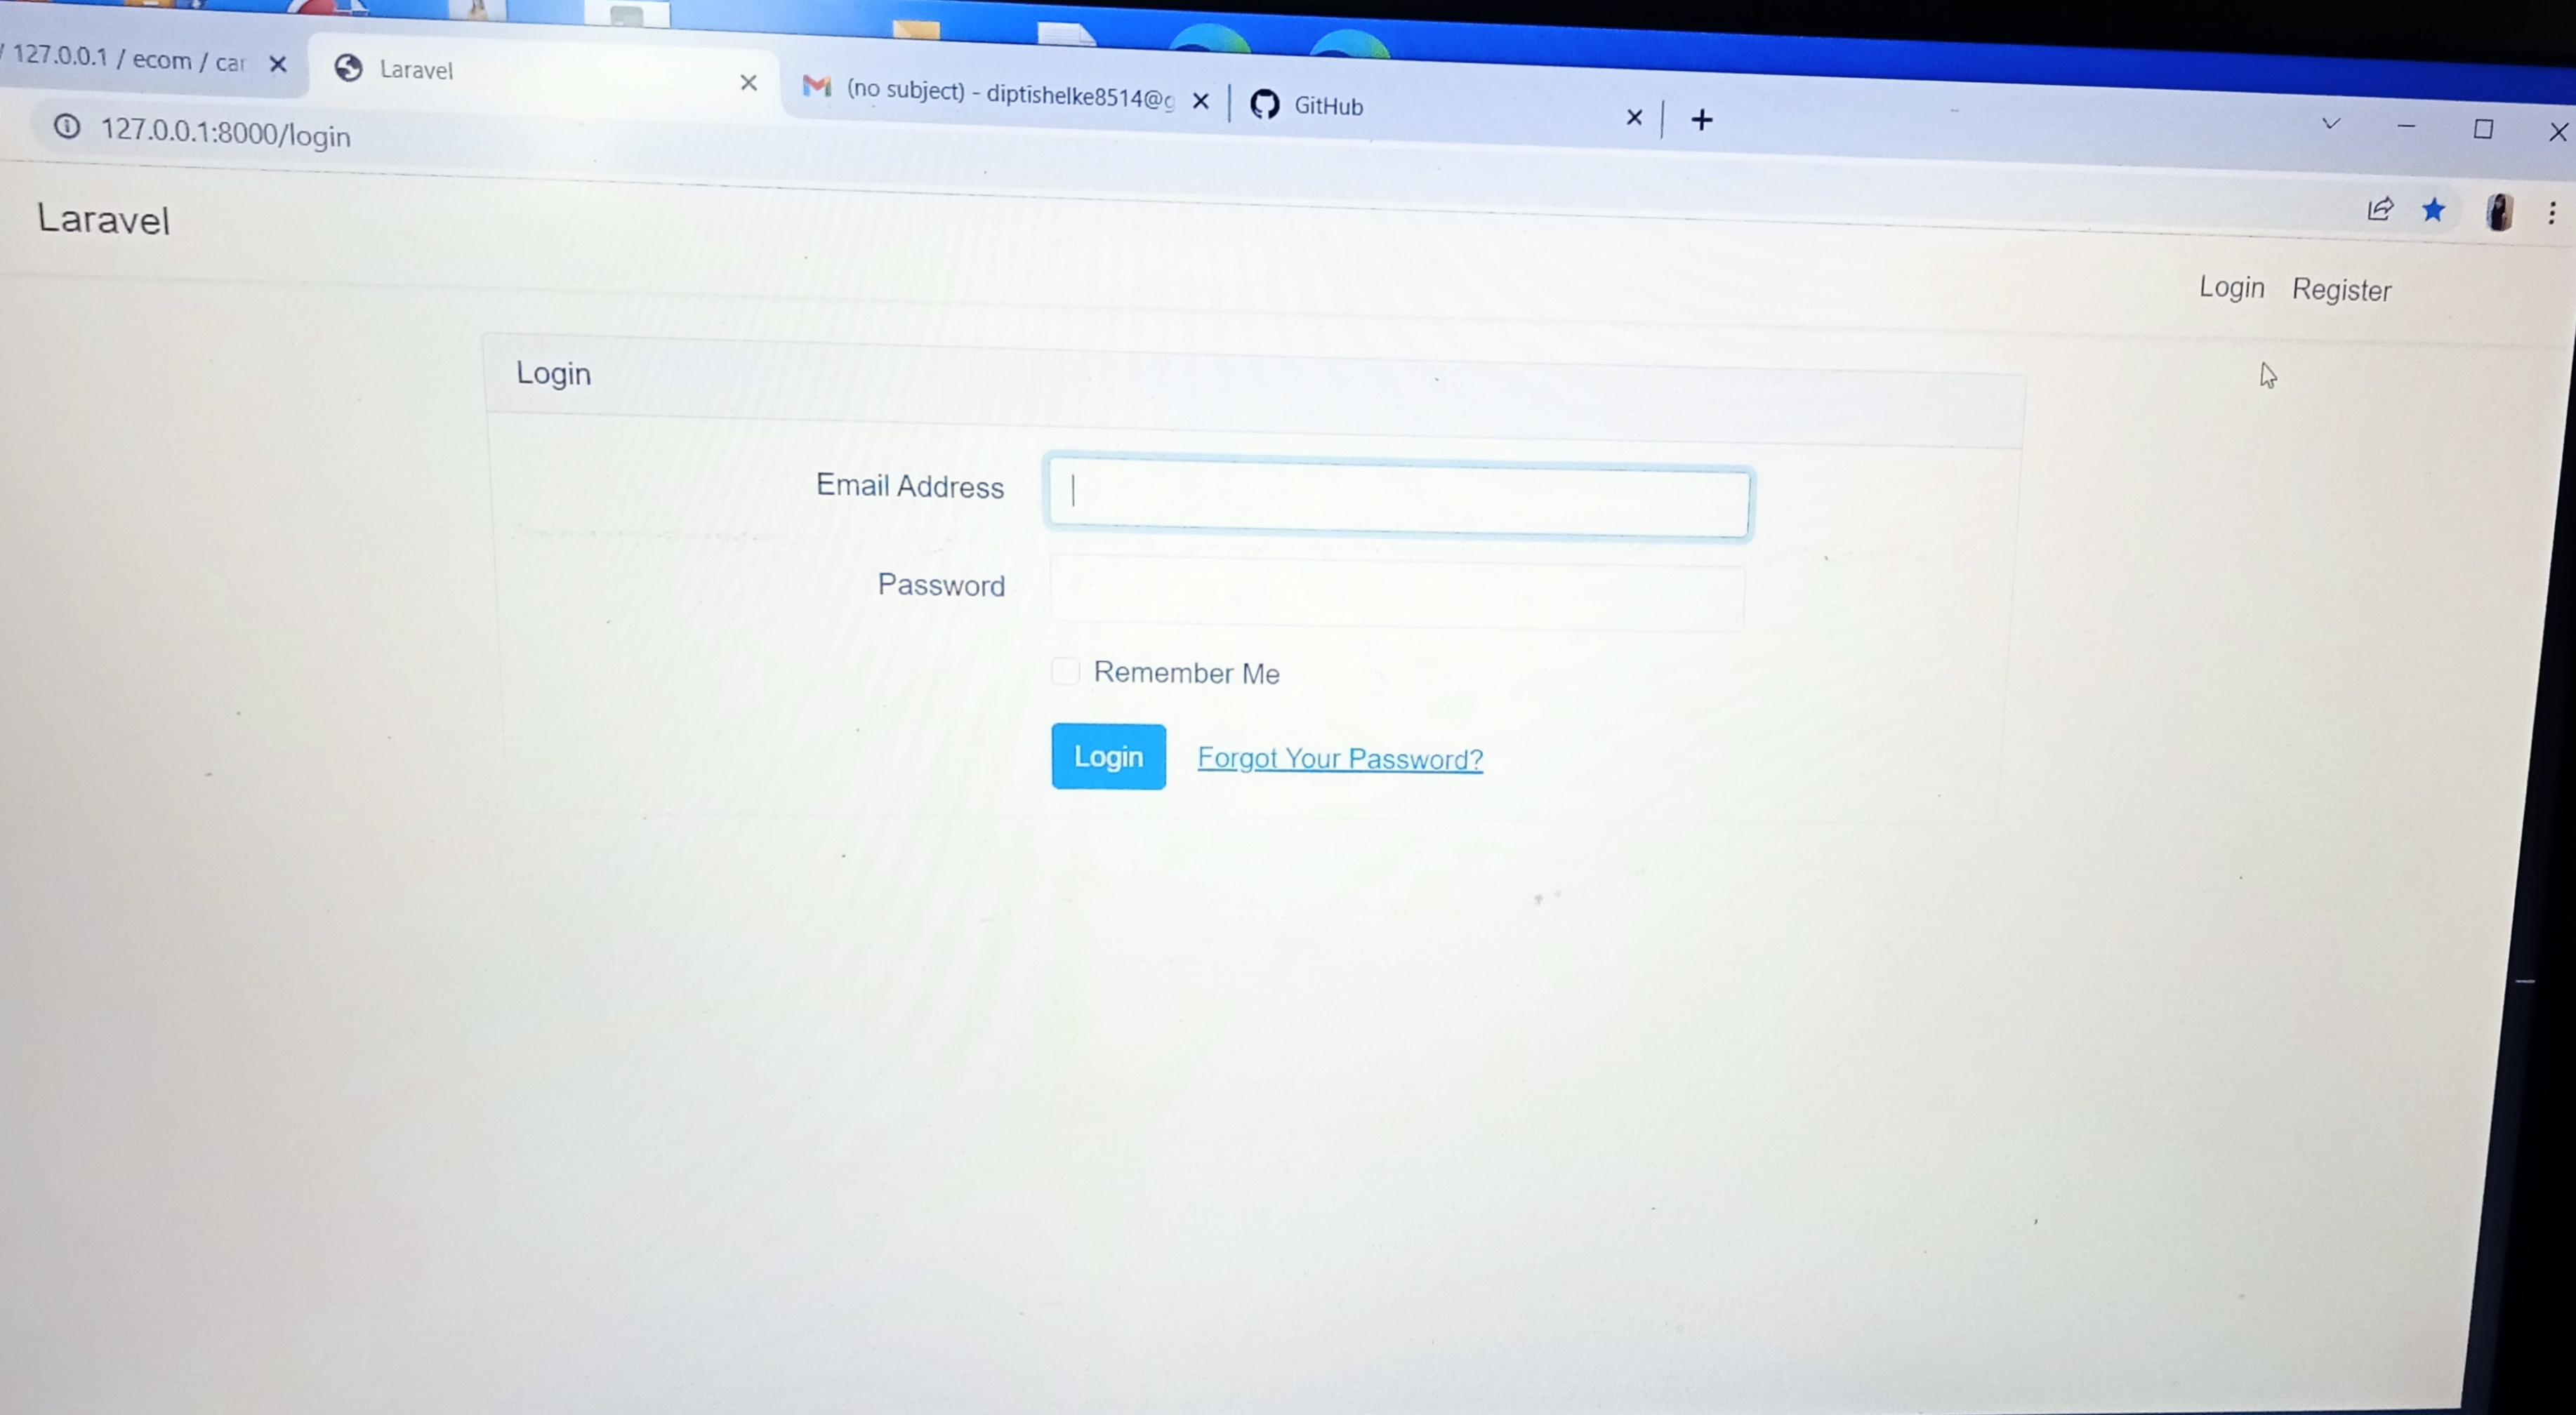 / 127.0.0.1 / ecom / car
Laravel
(no subject) - diptishelke8514@g
GitHub
127.0.0.1:8000/login
Laravel
Login Register
Login
Email Address
Password
Remember Me
Login Forgot Your Password?